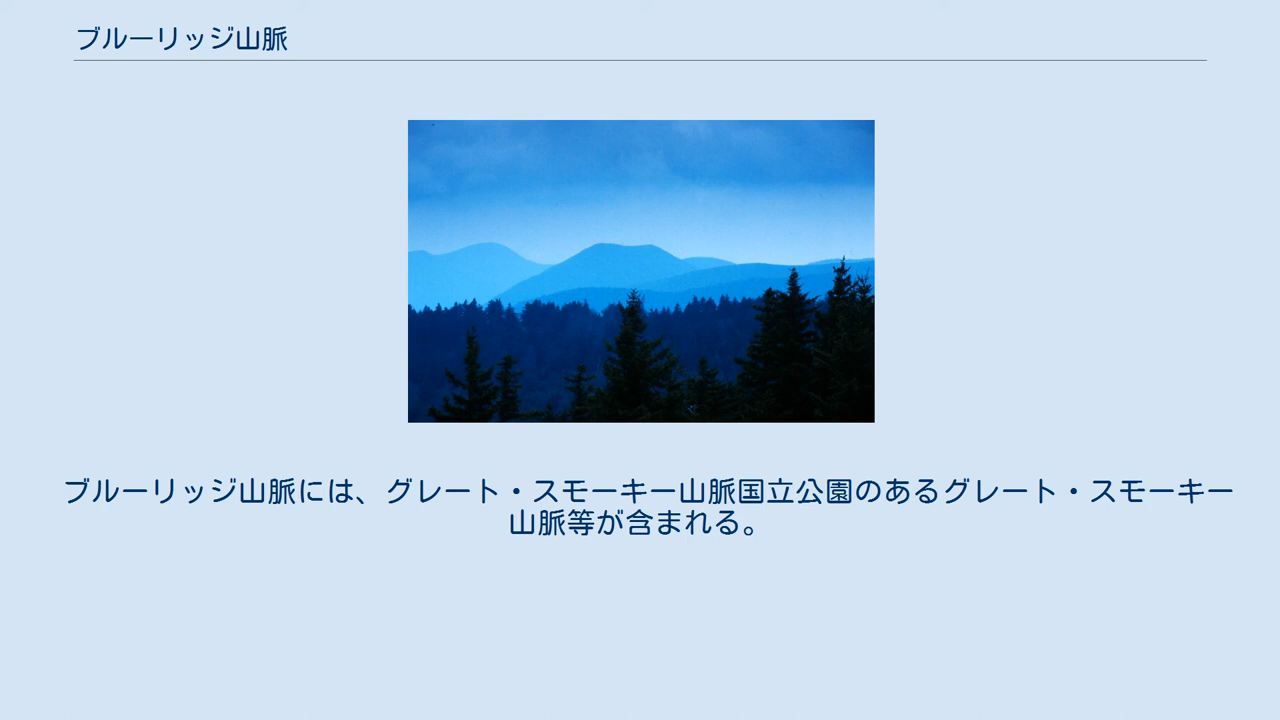 ブルーリッジ山脈
ブルーリッジ山脈には、グレート・スモーキー山脈国立公園のあるグレート・スモーキー
山脈等が含まれる。